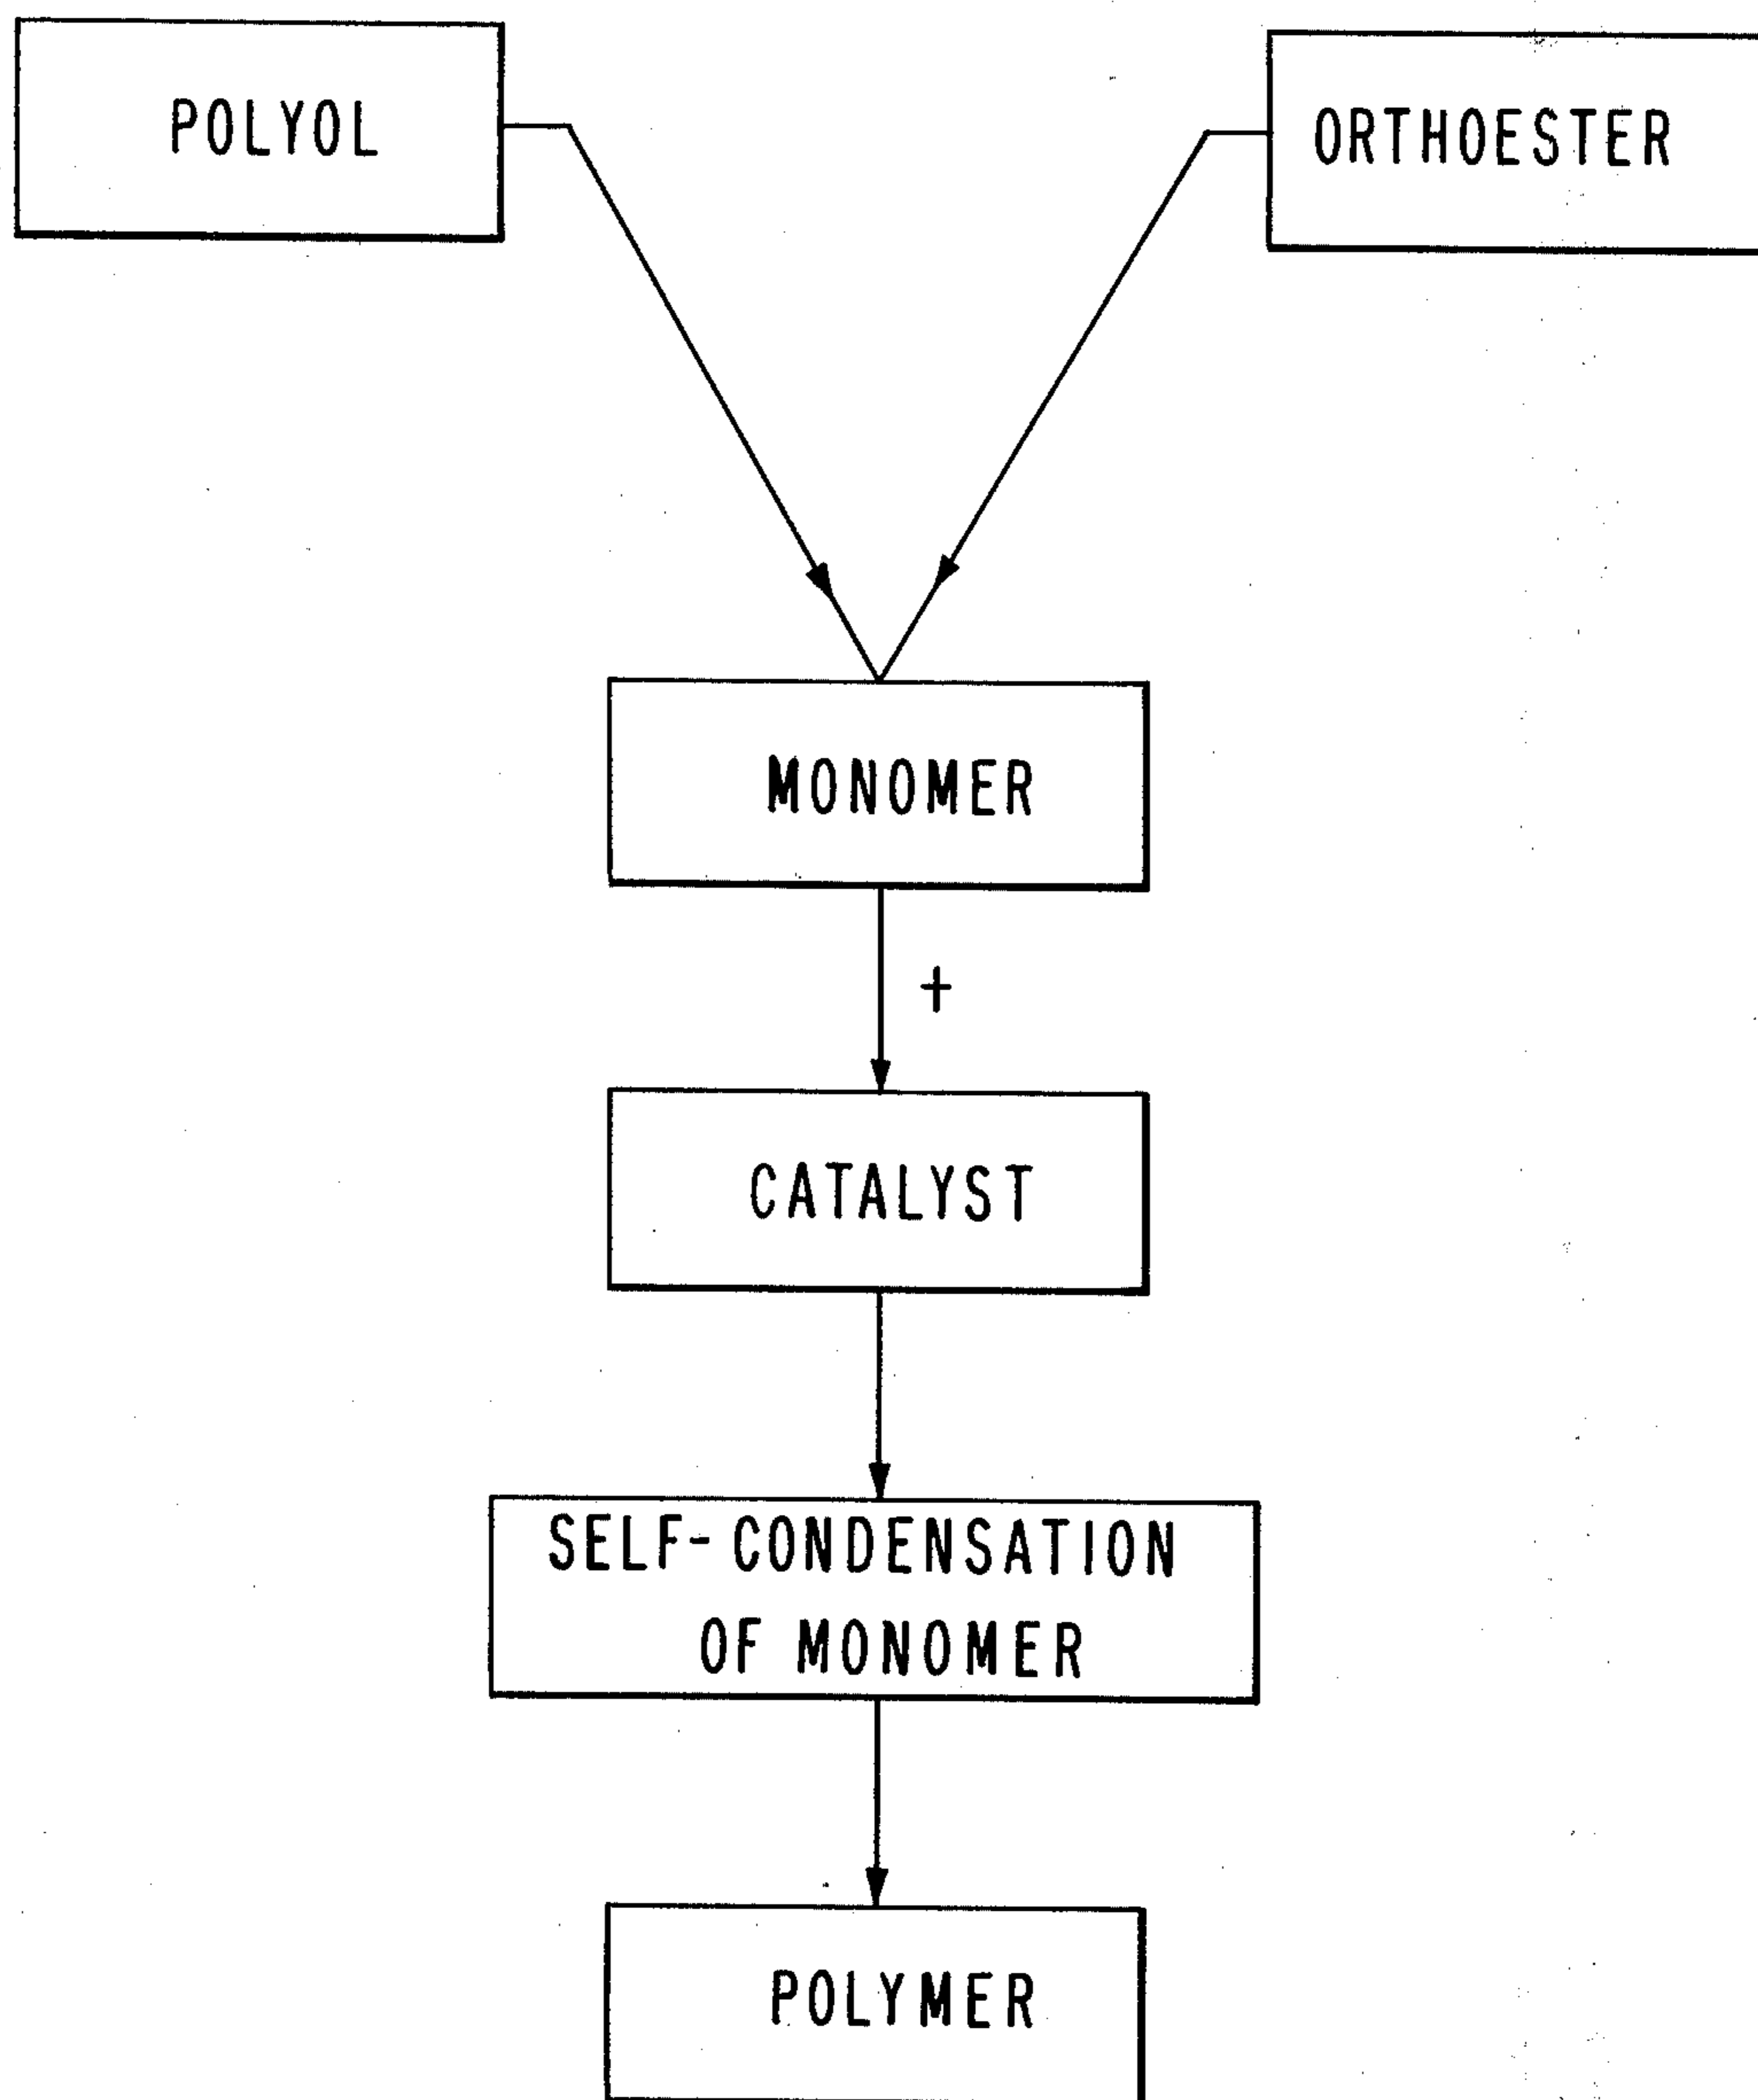 POLYOL
ORTHOESTER
MONOMER
+
CATALYST
SELF-CONDENSATION
OF MONOMER
POLYMER